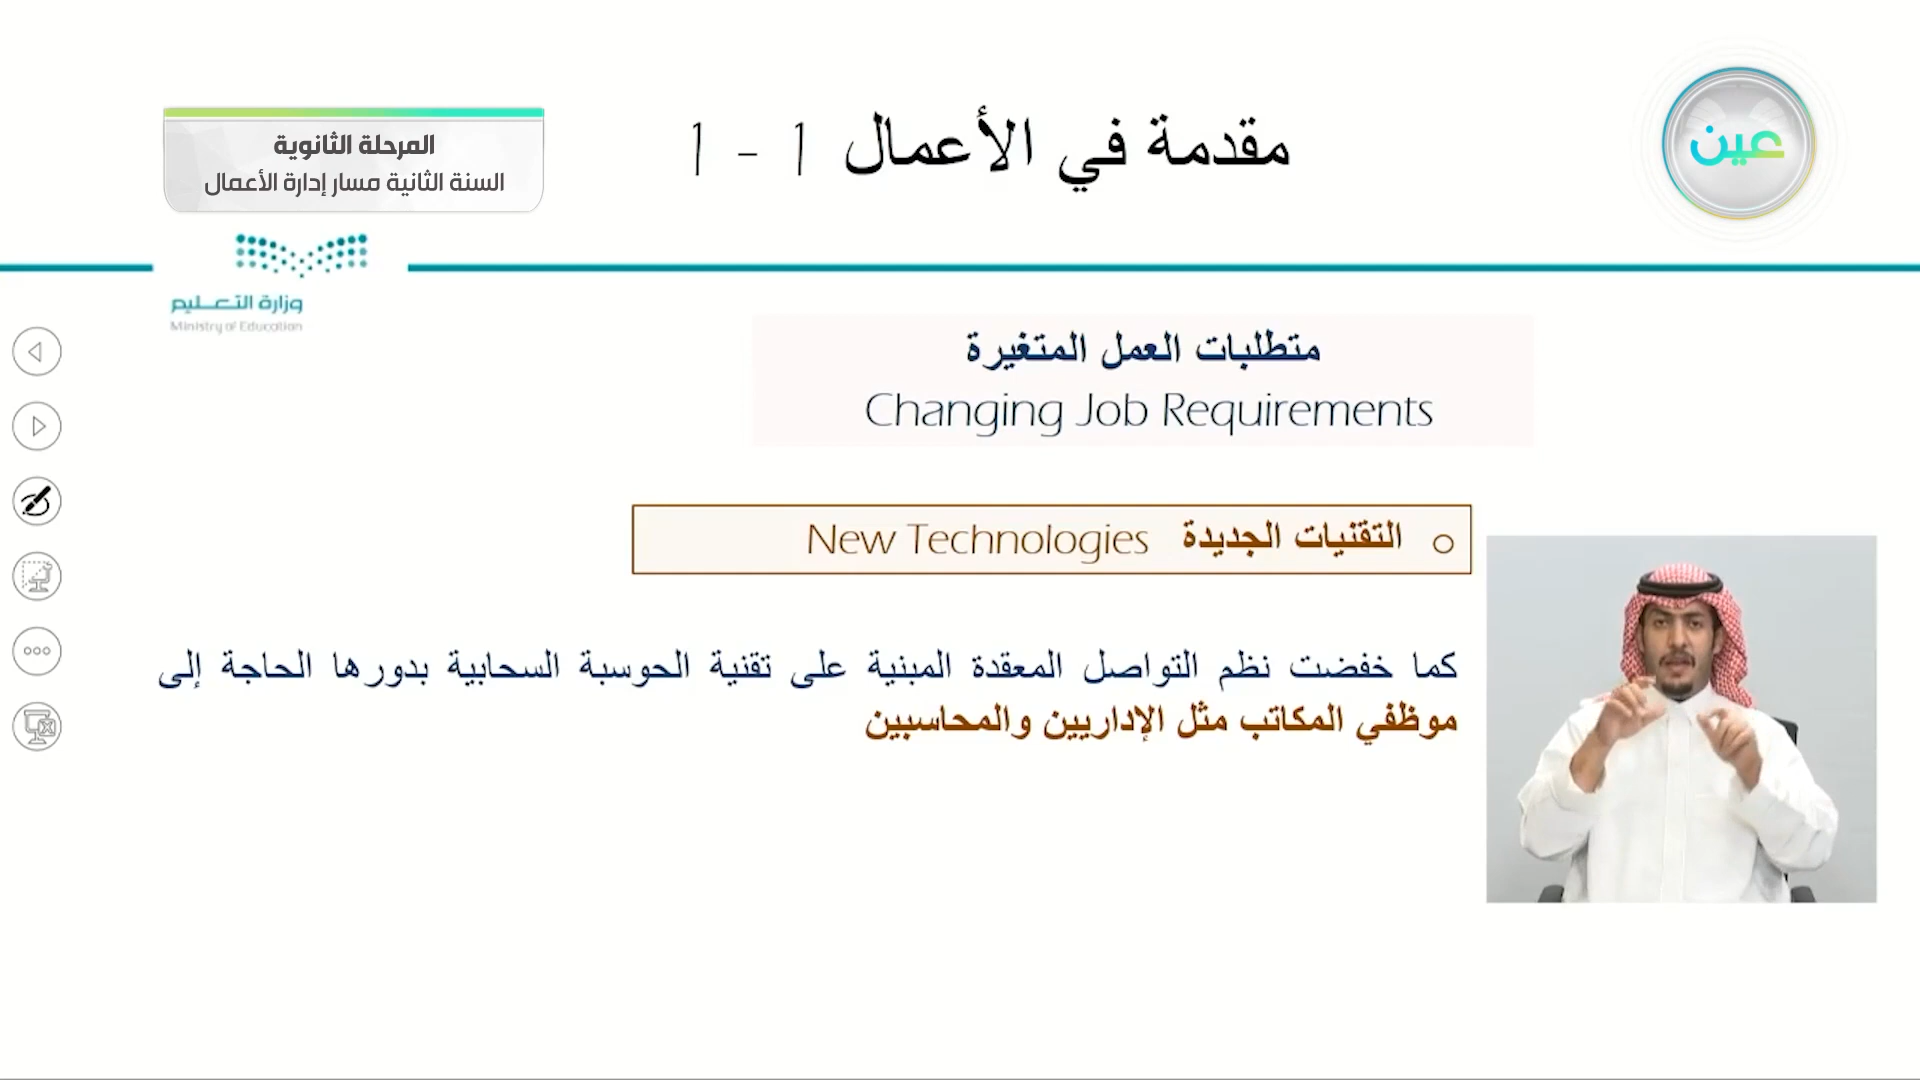 مقدمة في الأعمال 1 - 1
عين
المرحلة الثانوية
السنة الثانية مسار إدارة الأعمال
وزارة التعليم
Ministry of Education
متطلبات العمل المتغيرة
Changing Job Requirements
التقنيات الجديدة New Technologies
كما خفضت نظم التواصل المعقدة المبنية على تقنية الحوسبة السحابية بدورها الحاجة إلى
موظفي المكاتب مثل الإداريين والمحاسبين